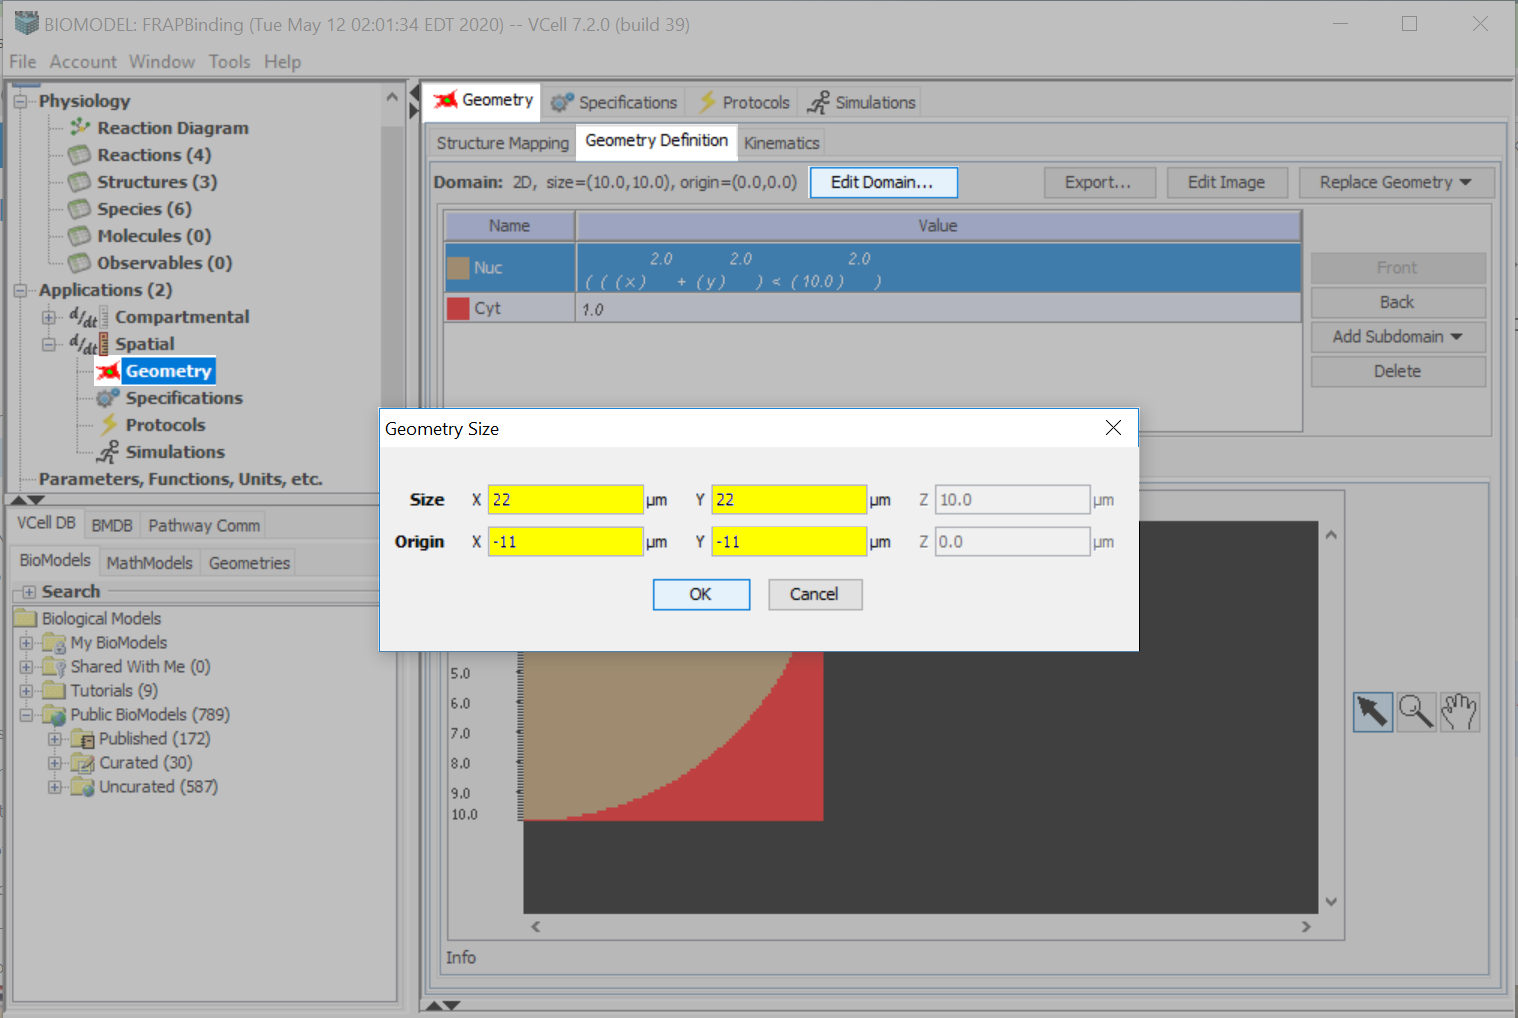 BIOMODEL: FRAPBinding (Tue May 12 02:01:34 EDT 2020) -- VCell 7.2.0 (build 39)
File Account Window Tools Help
Physiology
Reaction Diagram
Reactions (4)
Structures (3)
Species (6)
Molecules (0)
Observables (0)
Applications (2)
d/dt Compartmental
d/dt Spatial
Geometry
Specifications
Protocols
Simulations
Parameters, Functions, Units, etc.
VCell DB BMDB Pathway Comm
BioModels MathModels Geometries
Search
Biological Models
My BioModels
Shared With Me (0)
Tutorials (9)
Public BioModels (789)
Published (172)
Curated (30)
Uncurated (587)
Geometry Specifications Protocols Simulations
Structure Mapping Geometry Definition Kinematics
Domain: 2D, size=(10.0,10.0), origin=(0.0,0.0) Edit Domain... Export... Edit Image Replace Geometry
Name Value
Nuc
2.0 2.0 2.0
( ( (x) + (y) ) < (10.0) )
Cyt 1.0
Front
Back
Add Subdomain
Delete
Geometry Size
Size X 22 µm Y 22 µm Z 10.0 µm
Origin X -11 µm Y -11 µm Z 0.0 µm
OK Cancel
5.0
6.0
7.0
8.0
9.0
10.0
Info